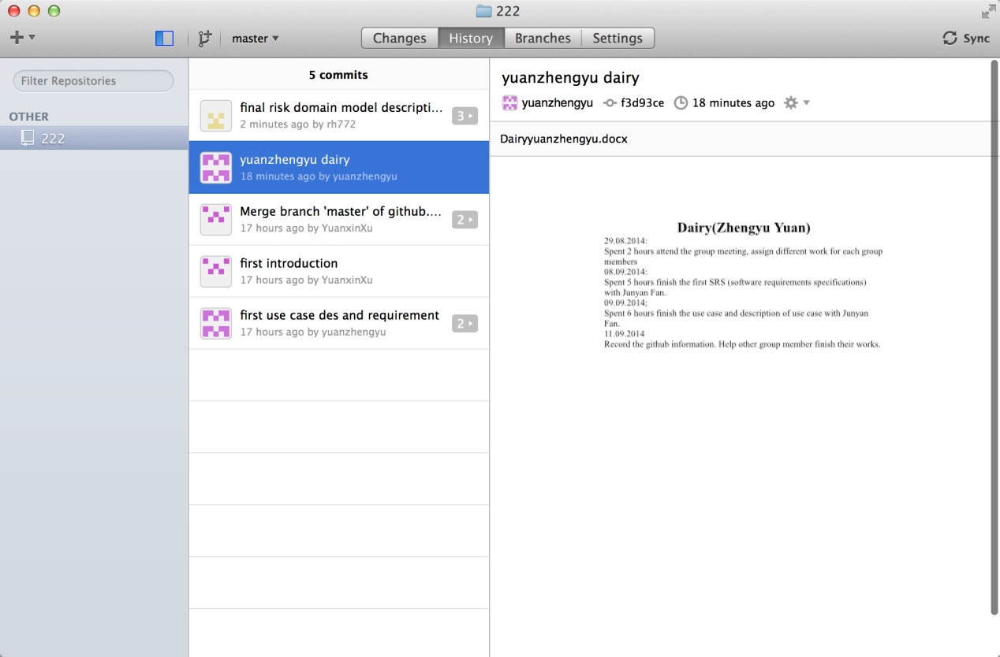 222
master
Changes
History
Branches
Settings
Sync
Filter Repositories
OTHER
222
5 commits
final risk domain model descripti...
2 minutes ago by rh772
3
yuanzhengyu dairy
18 minutes ago by yuanzhengyu
Merge branch 'master' of github....
17 hours ago by YuanxinXu
2
first introduction
17 hours ago by YuanxinXu
first use case des and requirement
17 hours ago by yuanzhengyu
2
yuanzhengyu dairy
yuanzhengyu f3d93ce 18 minutes ago
Dairyyuanzhengyu.docx
Dairy(Zhengyu Yuan)
29.08.2014:
Spent 2 hours attend the group meeting, assign different work for each group
members
08.09.2014:
Spent 5 hours finish the first SRS (software requirements specifications)
with Junyan Fan.
09.09.2014;
Spent 6 hours finish the use case and description of use case with Junyan
Fan.
11.09.2014
Record the github information. Help other group member finish their works.